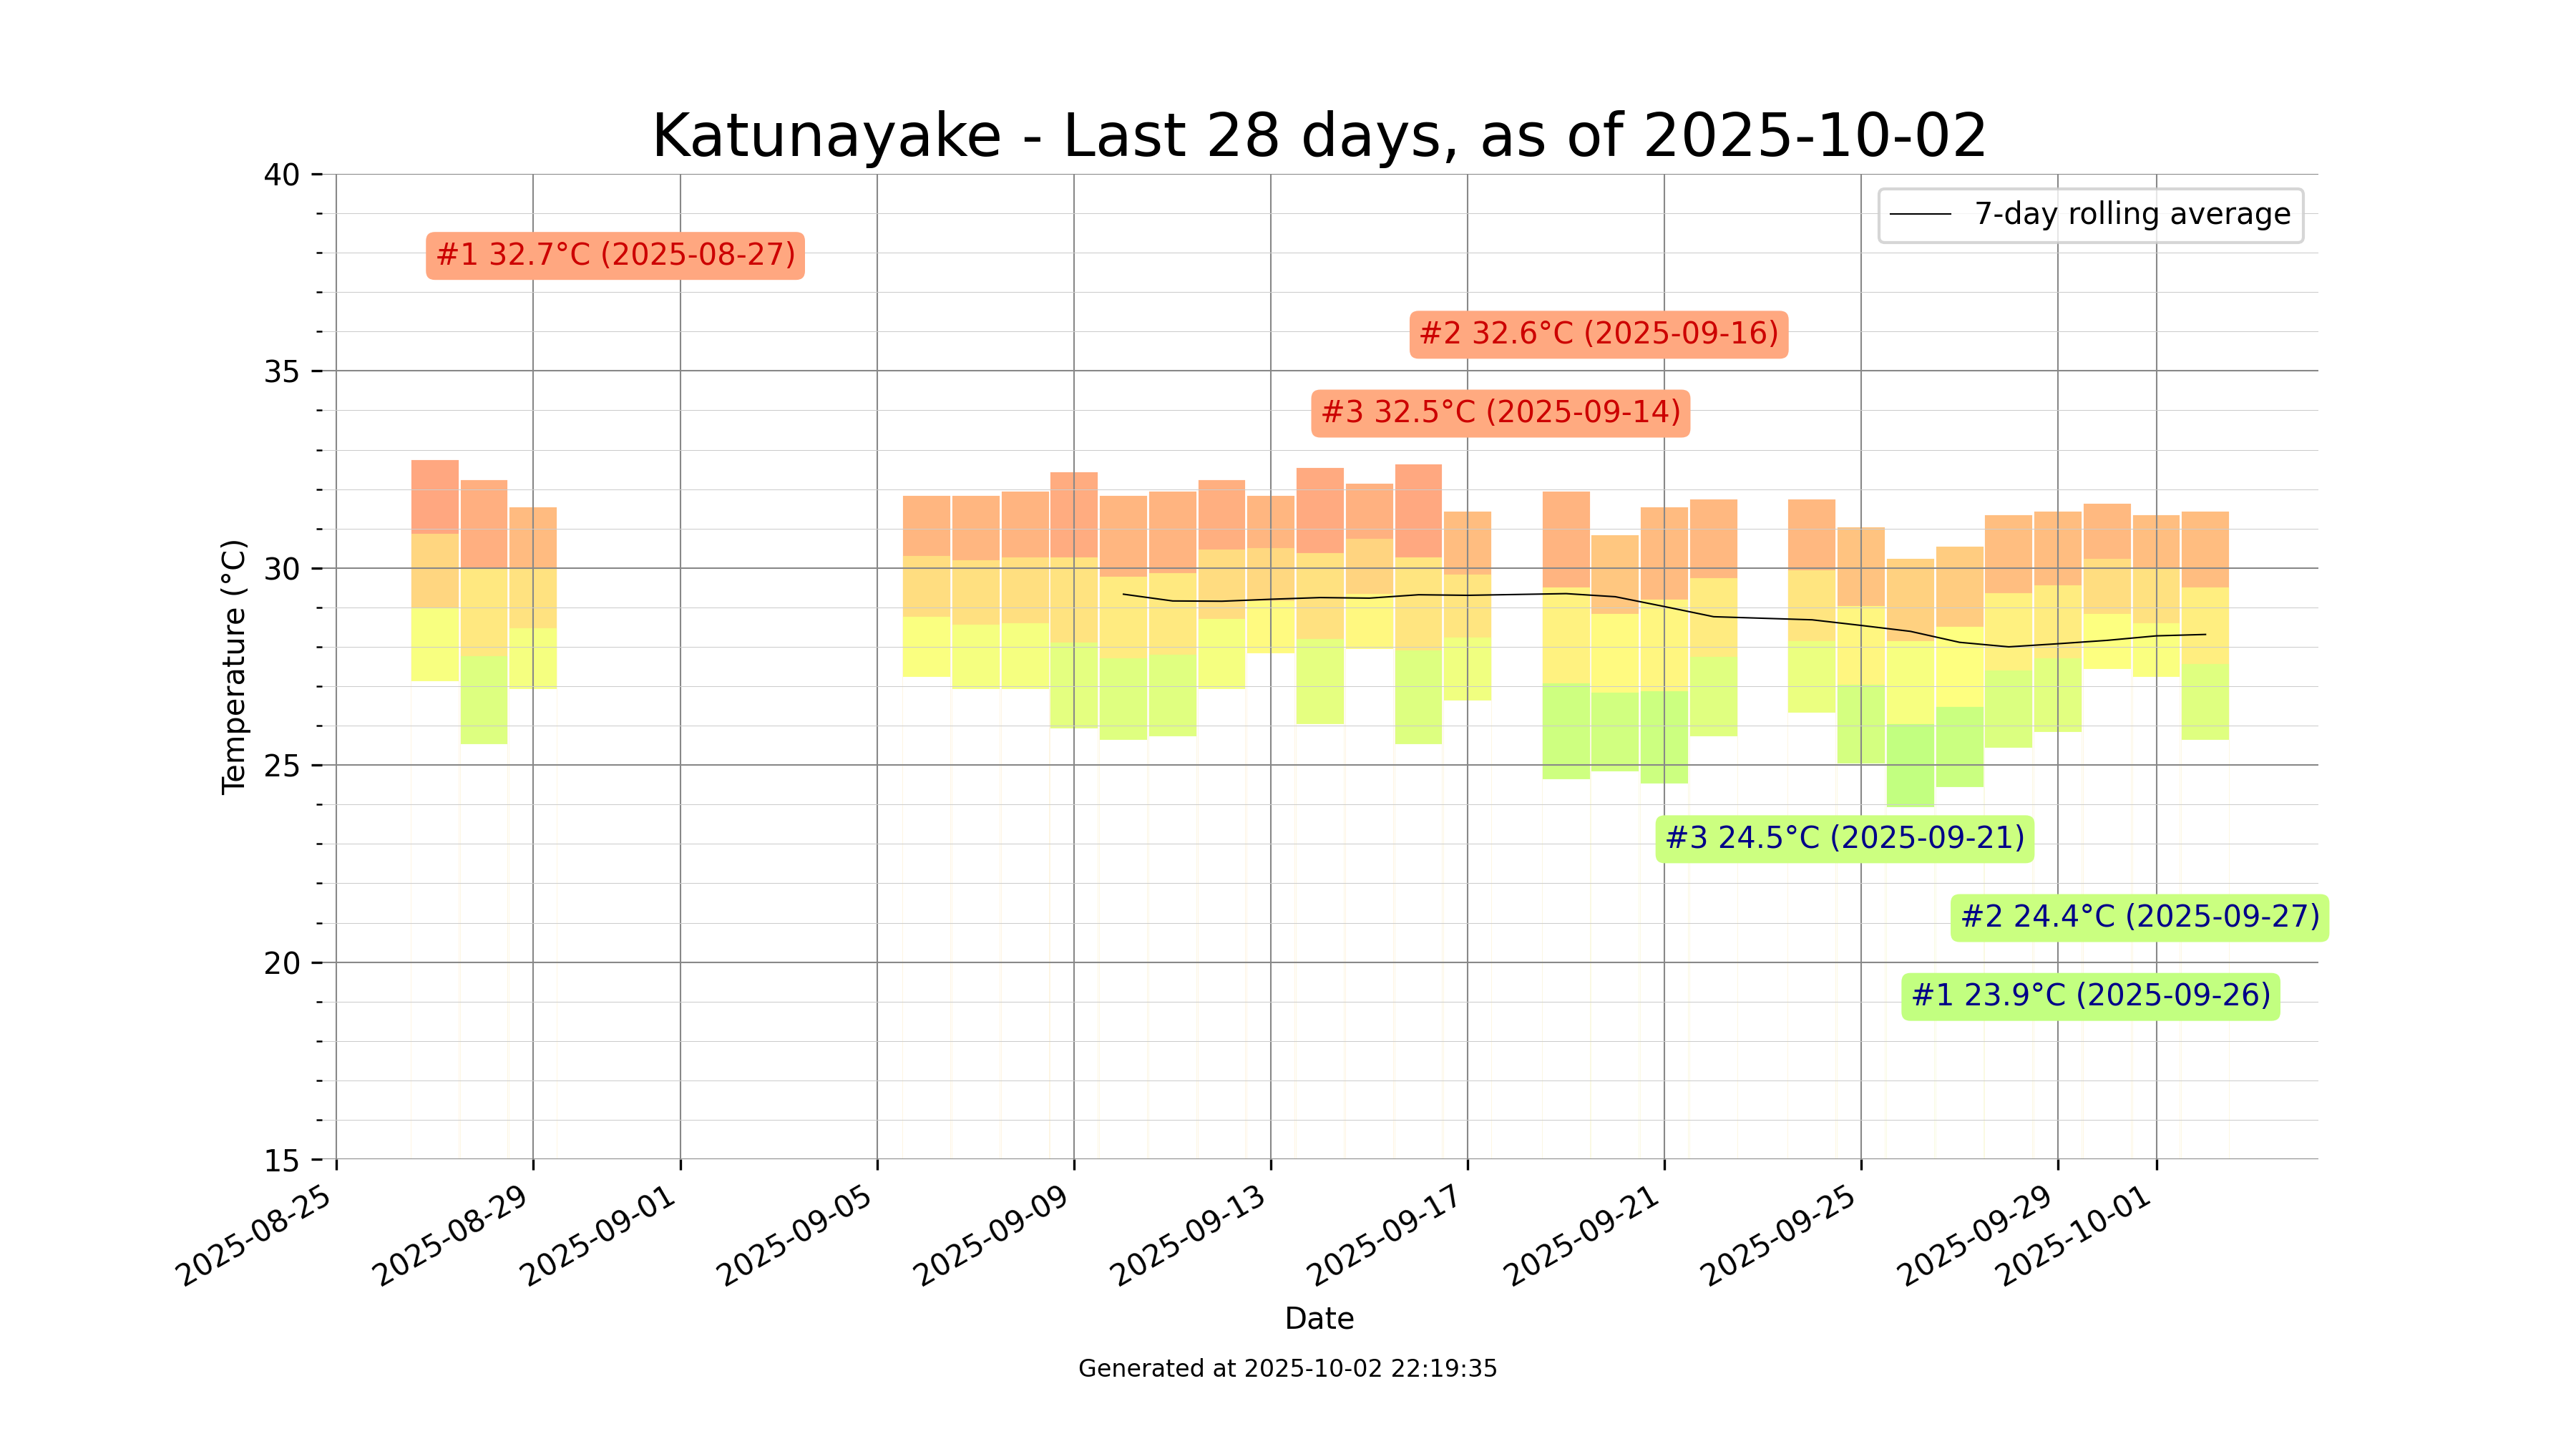 Katunayake - Last 28 days, as of 2025-10-02
7-day rolling average
#1 32.7°C (2025-08-27)
#2 32.6°C (2025-09-16)
#3 32.5°C (2025-09-14)
#3 24.5°C (2025-09-21)
#2 24.4°C (2025-09-27)
#1 23.9°C (2025-09-26)
Temperature (°C)
40
35
30
25
20
15
2025-08-25
2025-08-29
2025-09-01
2025-09-05
2025-09-09
2025-09-13
2025-09-17
2025-09-21
2025-09-25
2025-09-29
2025-10-01
Date
Generated at 2025-10-02 22:19:35